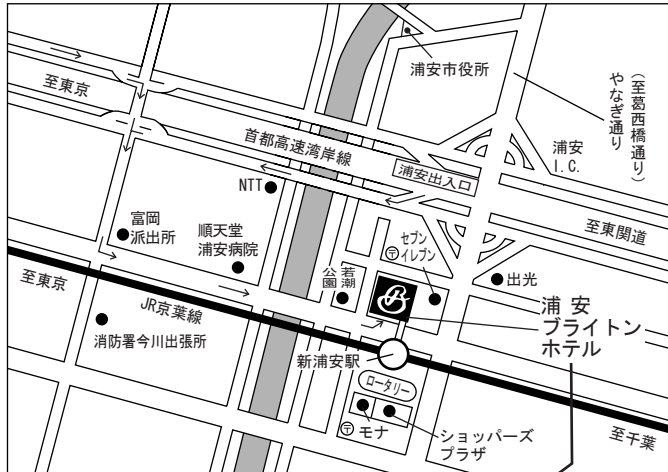 浦安市役所
(至葛西橋通り)
やなぎ通り
至東京
首都高速湾岸線
浦安出入口
浦安
I.C.
NTT
至東関道
富岡
派出所
順天堂
浦安病院
セブン
イレブン
〒
若潮
公園
B
出光
浦安
ブライトン
ホテル
至東京
JR京葉線
消防署今川出張所
新浦安駅
ロータリー
〒
モナ
ショッパーズ
プラザ
至千葉